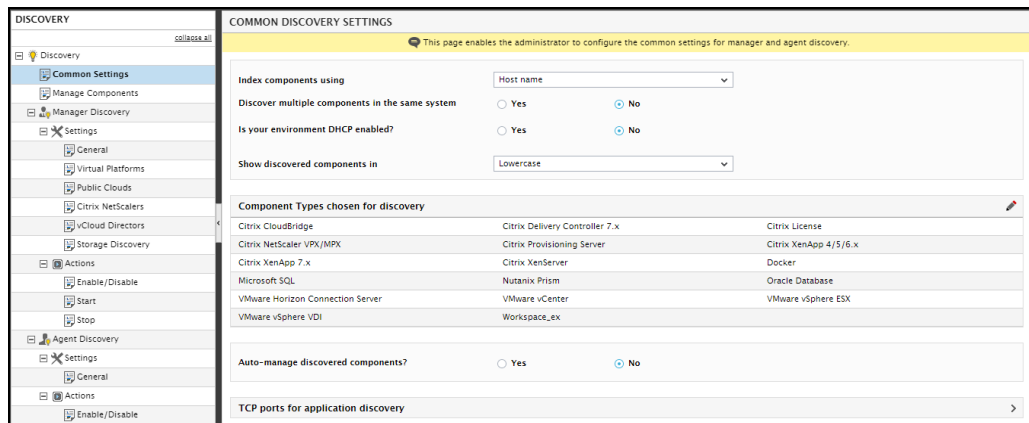 DISCOVERY
collapse all
Discovery
Common Settings
Manage Components
Manager Discovery
Settings
General
Virtual Platforms
Public Clouds
Citrix NetScalers
vCloud Directors
Storage Discovery
Actions
Enable/Disable
Start
Stop
Agent Discovery
Settings
General
Actions
Enable/Disable
COMMON DISCOVERY SETTINGS
This page enables the administrator to configure the common settings for manager and agent discovery.
Index components using Host name
Discover multiple components in the same system Yes No
Is your environment DHCP enabled? Yes No
Show discovered components in Lowercase
Component Types chosen for discovery
Citrix CloudBridge Citrix Delivery Controller 7.x Citrix License
Citrix NetScaler VPX/MPX Citrix Provisioning Server Citrix XenApp 4/5/6.x
Citrix XenApp 7.x Citrix XenServer Docker
Microsoft SQL Nutanix Prism Oracle Database
VMware Horizon Connection Server VMware vCenter VMware vSphere ESX
VMware vSphere VDI Workspace_ex
Auto-manage discovered components? Yes No
TCP ports for application discovery